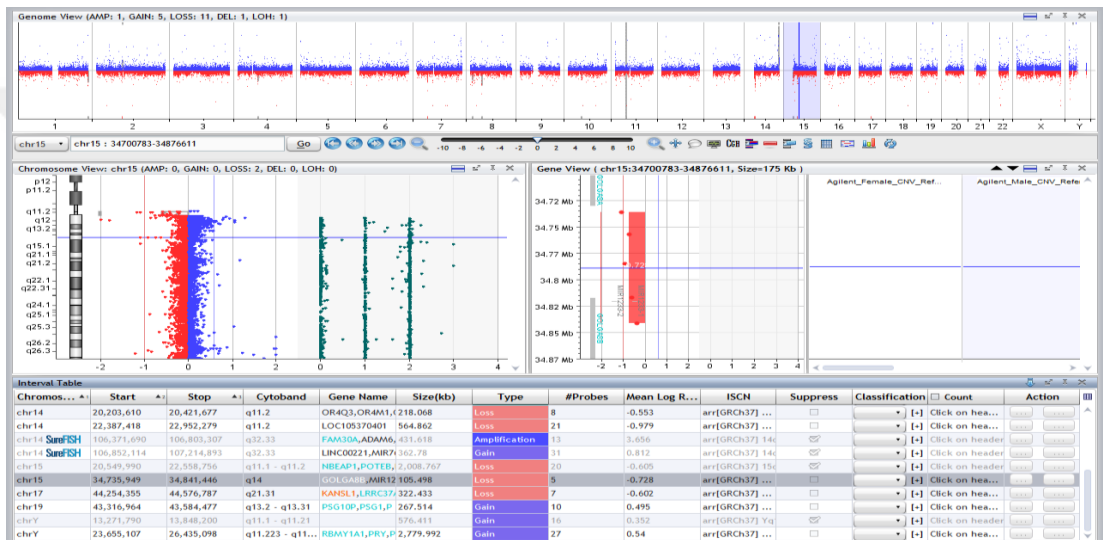 Genome View (AMP: 1, GAIN: 5, LOSS: 11, DEL: 1, LOH: 1)
1 2 3 4 5 6 7 8 9 10 11 12 13 14 15 16 17 18 19 20 21 22 X Y
chr15 chr15 : 34700783-34876611 Go -10 -8 -6 -4 -2 0 2 4 6 8 10 CGH
Chromosome View: chr15 (AMP: 0, GAIN: 0, LOSS: 2, DEL: 0, LOH: 0)
p12
p11.2
q11.2
q12
q13.2
q15.1
q21.1
q21.2
q22.1
q22.31
q24.1
q25.1
q25.3
q26.2
q26.3
-2 -1 0 1 2 0 1 2 3 4
Gene View ( chr15:34700783-34876611, Size=175 Kb )
Agilent_Female_CNV_Ref... Agilent_Male_CNV_Refere
34.72 Mb
34.75 Mb
34.77 Mb
34.8 Mb
34.82 Mb
34.85 Mb
34.87 Mb
GOLGA8A
MIR1233-2
GOLGA8B
-2 -1 0 1 2 0 1 2 3 4
Interval Table
Chromos... Start Stop Cytoband Gene Name Size(kb) Type #Probes Mean Log R... ISCN Suppress Classification Count Action
chr14 20,203,610 20,421,677 q11.2 OR4Q3,OR4M1,( 218.068 Loss 8 -0.553 arr[GRCh37] ... [+] Click on hea...
chr14 22,387,418 22,952,279 q11.2 LOC105370401 564.862 Loss 21 -0.979 arr[GRCh37] ... [+] Click on hea...
chr14 SureFISH 106,371,690 106,803,307 q32.33 FAM30A,ADAM6, 431.618 Amplification 13 3.656 arr[GRCh37] 14q [+] Click on header
chr14 SureFISH 106,852,114 107,214,893 q32.33 LINC00221,MIR7 362.78 Gain 31 0.812 arr[GRCh37] 14q [+] Click on header
chr15 20,549,990 22,558,756 q11.1 - q11.2 NBEAP1,POTEB, 2,008.767 Loss 20 -0.605 arr[GRCh37] 15q [+] Click on header
chr15 34,735,949 34,841,446 q14 GOLGA8B,MIR12 105.498 Loss 5 -0.728 arr[GRCh37] ... [+] Click on hea...
chr17 44,254,355 44,576,787 q21.31 KANSL1,LRRC37 322.433 Loss 7 -0.602 arr[GRCh37] ... [+] Click on hea...
chr19 43,316,964 43,584,477 q13.2 - q13.31 PSG10P,PSG1,P 267.514 Gain 10 0.495 arr[GRCh37] ... [+] Click on hea...
chrY 13,271,790 13,848,200 q11.1 - q11.21 576.411 Gain 16 0.352 arr[GRCh37] Yq [+] Click on header
chrY 23,655,107 26,435,098 q11.223 - q11... RBMY1A1,PRY,P 2,779.992 Gain 27 0.54 arr[GRCh37] ... [+] Click on hea...